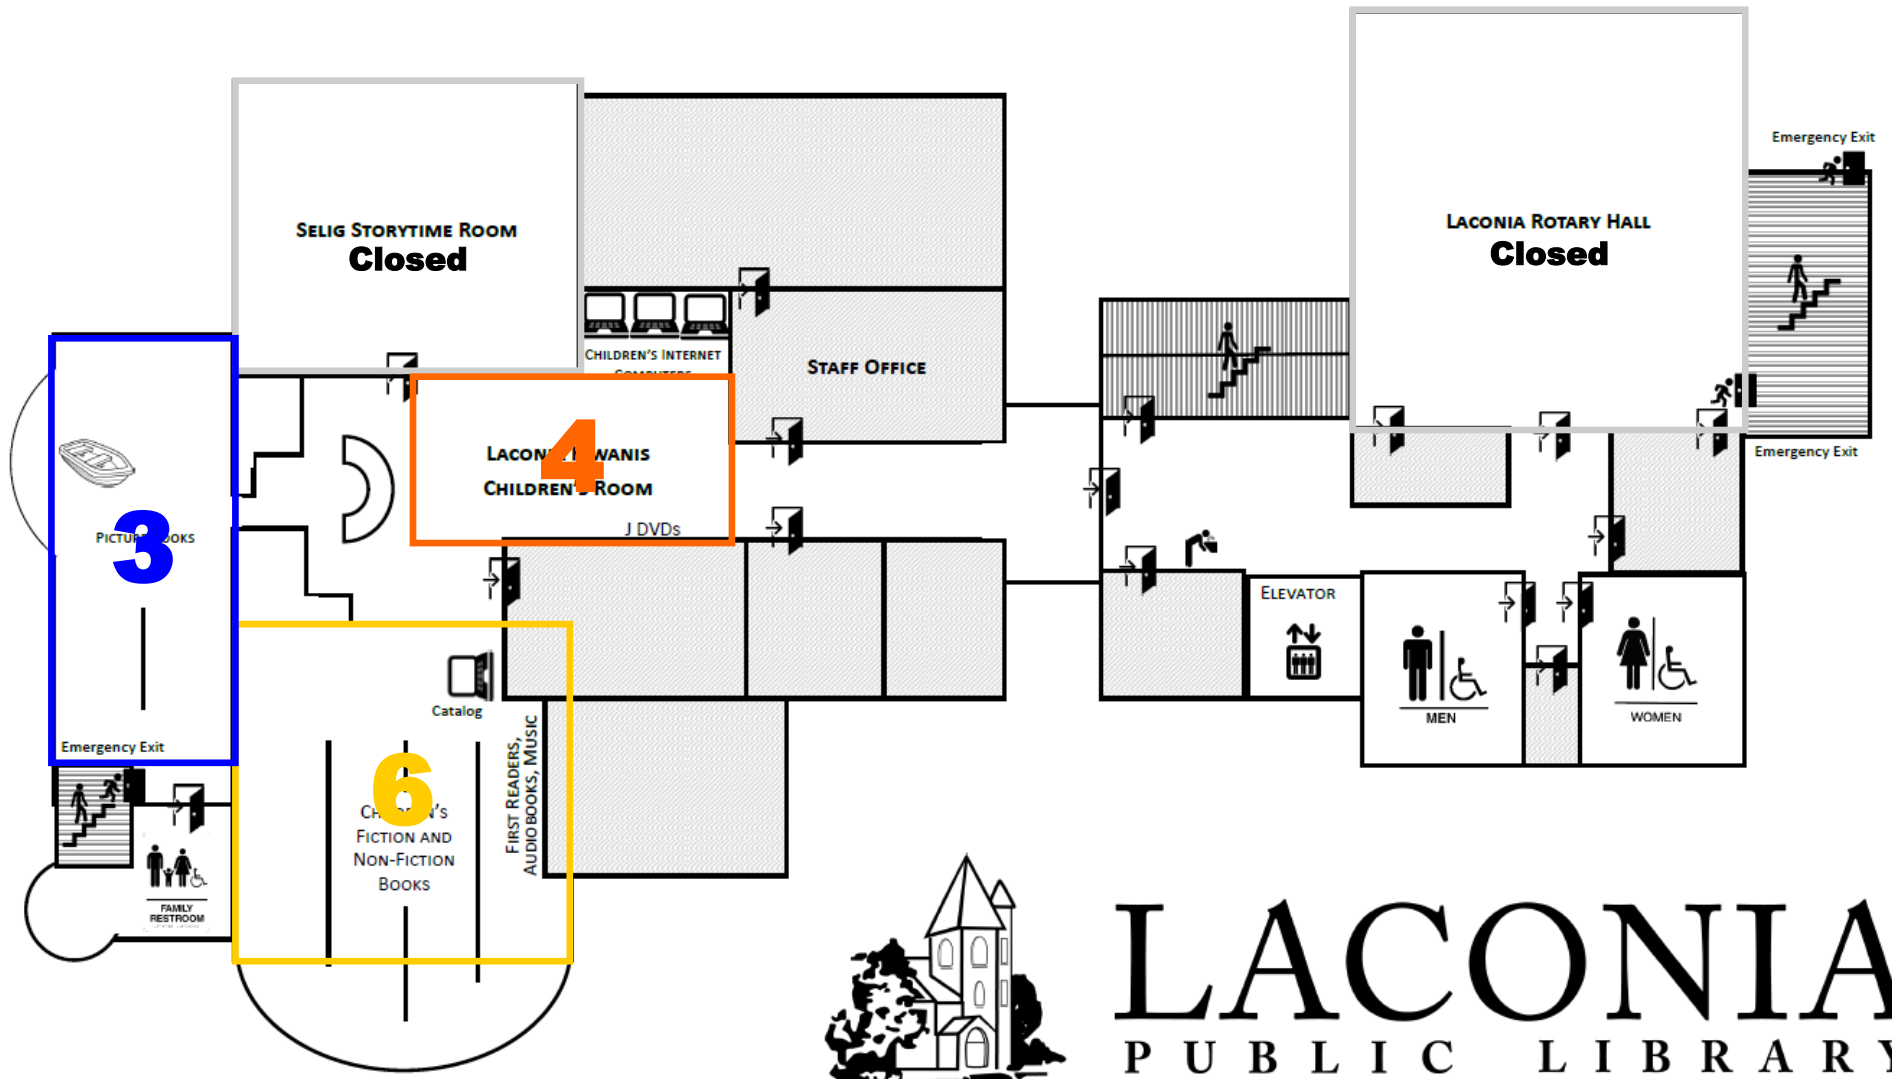 Emergency Exit
SELIG STORYTIME ROOM
Closed
LACONIA ROTARY HALL
Closed
CHILDREN'S INTERNET
COMPUTERS
STAFF OFFICE
4
CHILDREN'S ROOM
J DVDs
Emergency Exit
3
ELEVATOR
MEN
WOMEN
Catalog
Emergency Exit
FIRST READERS,
AUDIOBOOKS, MUSIC
6
CHILDREN'S
FICTION AND
NON-FICTION
BOOKS
FAMILY
RESTROOM
LACONIA
PUBLIC LIBRARY